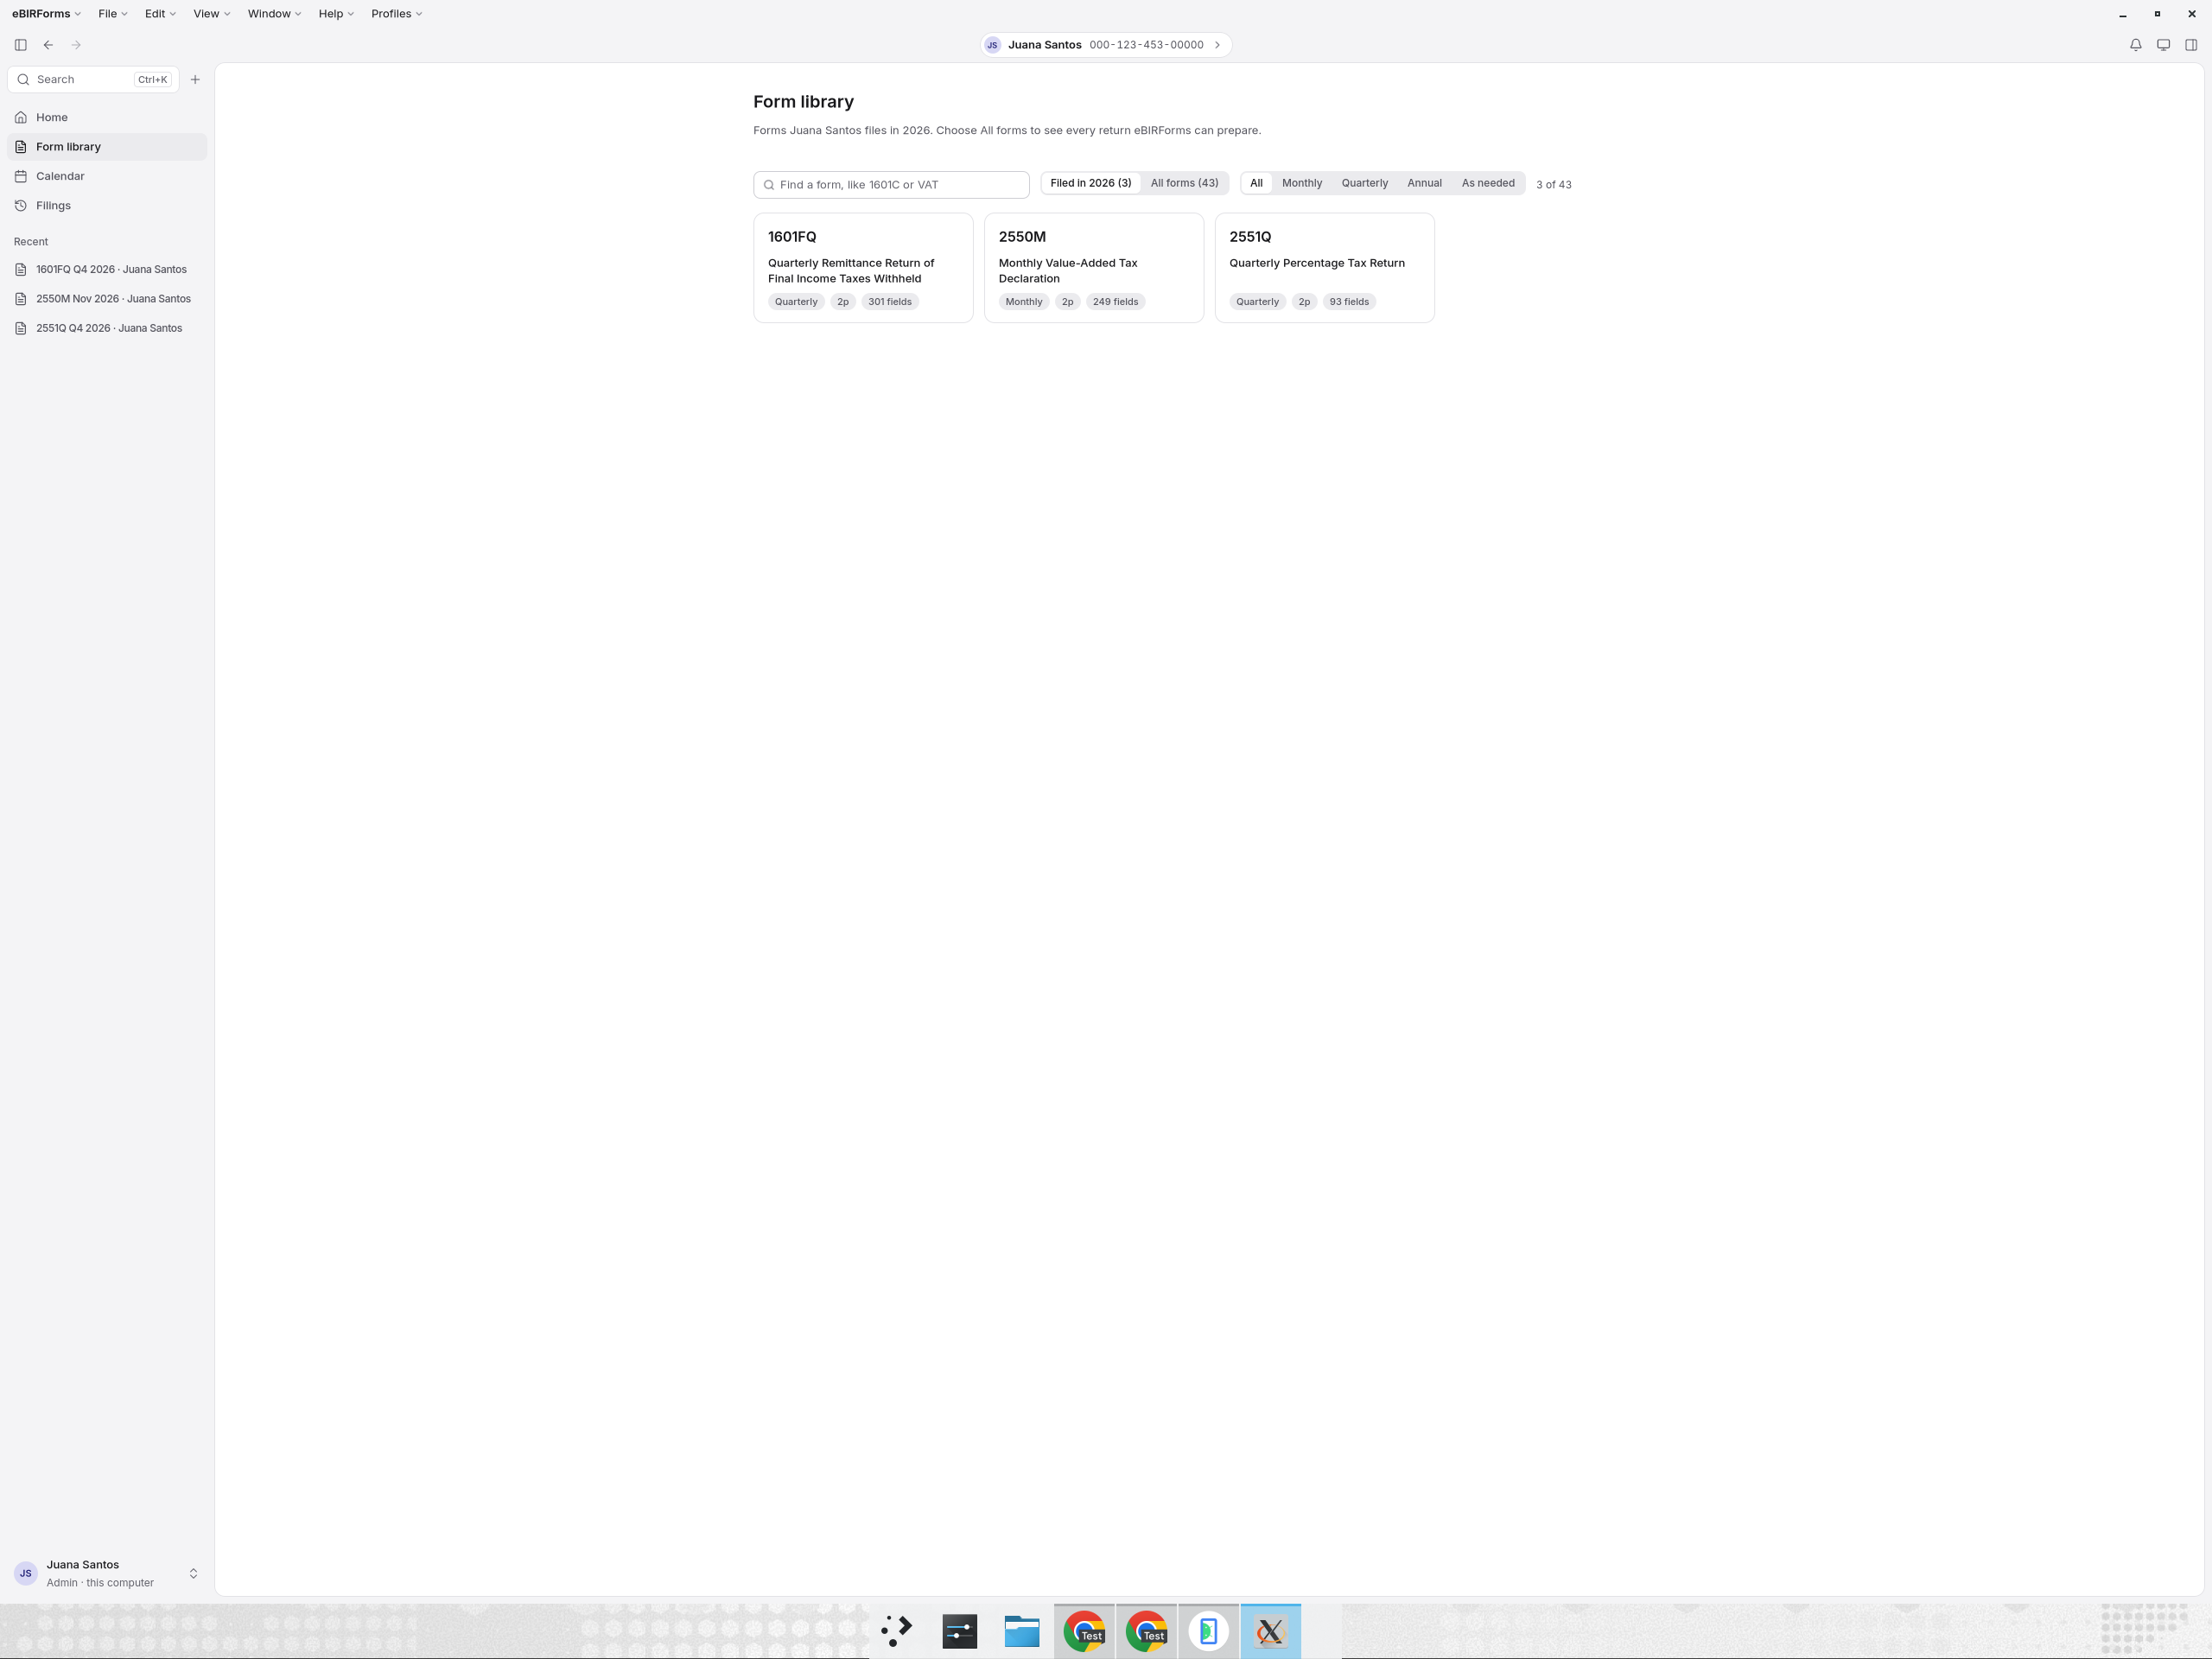 eBIRForms File Edit View Window Help Profiles
JS Juana Santos 000-123-453-00000
Search Ctrl+K
Home
Form library
Calendar
Filings
Recent
1601FQ Q4 2026 · Juana Santos
2550M Nov 2026 · Juana Santos
2551Q Q4 2026 · Juana Santos
Form library
Forms Juana Santos files in 2026. Choose All forms to see every return eBIRForms can prepare.
Find a form, like 1601C or VAT
Filed in 2026 (3) All forms (43)
All Monthly Quarterly Annual As needed
3 of 43
1601FQ
Quarterly Remittance Return of
Final Income Taxes Withheld
Quarterly 2p 301 fields
2550M
Monthly Value-Added Tax
Declaration
Monthly 2p 249 fields
2551Q
Quarterly Percentage Tax Return
Quarterly 2p 93 fields
JS Juana Santos
Admin · this computer
Test
Test